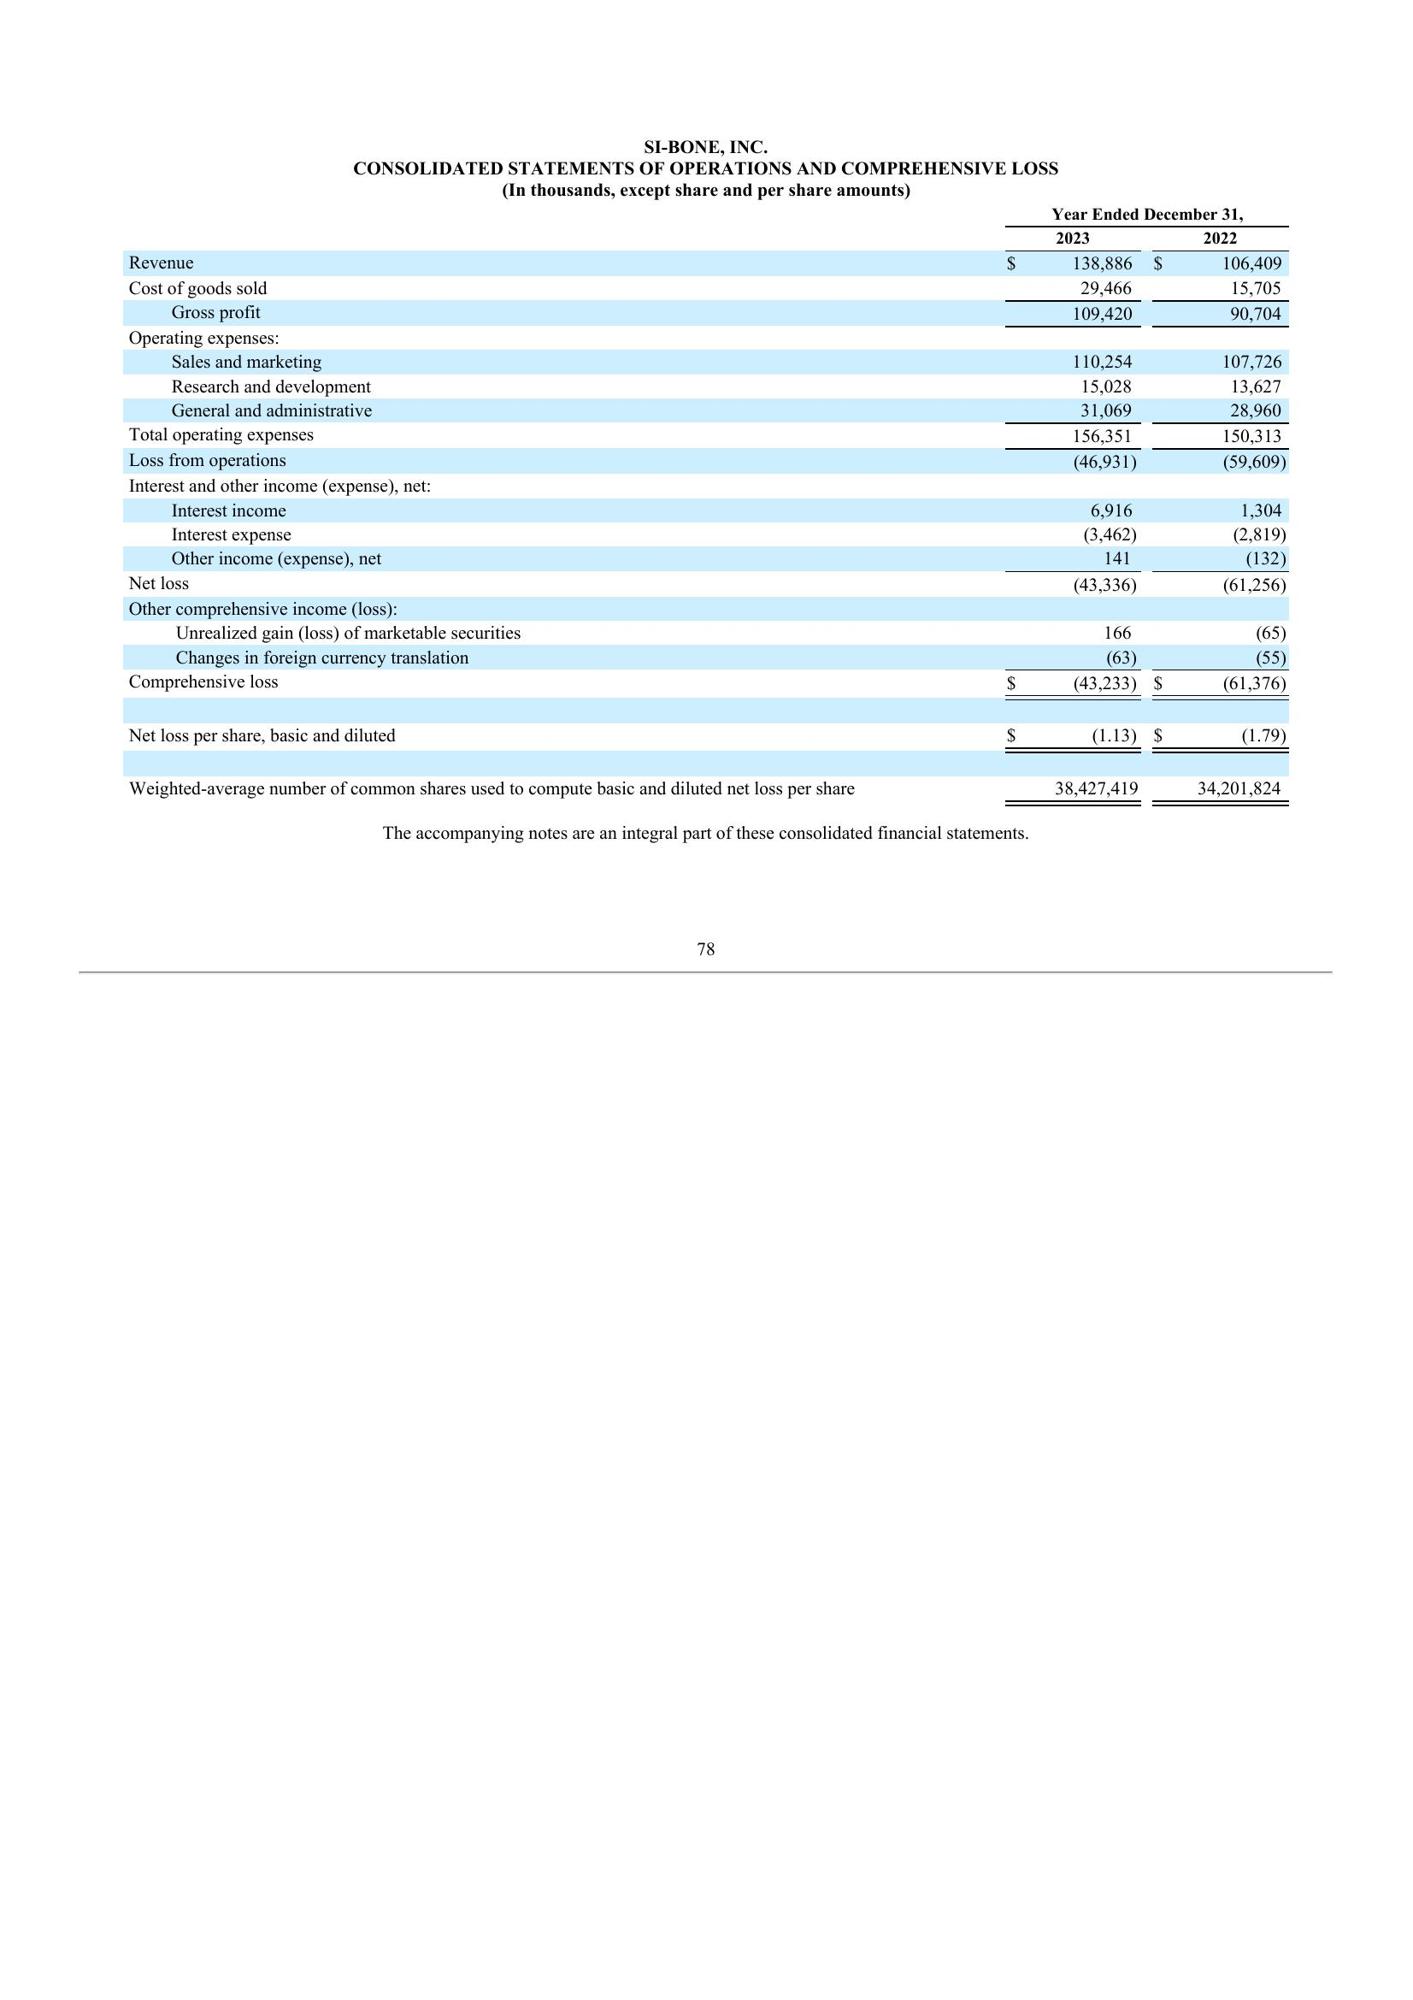 SI-BONE, INC.
CONSOLIDATED STATEMENTS OF OPERATIONS AND COMPREHENSIVE LOSS
(In thousands, except share and per share amounts)
Year Ended December 31,
2023 2022
Revenue $ 138,886 $ 106,409
Cost of goods sold 29,466 15,705
Gross profit 109,420 90,704
Operating expenses:
Sales and marketing 110,254 107,726
Research and development 15,028 13,627
General and administrative 31,069 28,960
Total operating expenses 156,351 150,313
Loss from operations (46,931) (59,609)
Interest and other income (expense), net:
Interest income 6,916 1,304
Interest expense (3,462) (2,819)
Other income (expense), net 141 (132)
Net loss (43,336) (61,256)
Other comprehensive income (loss):
Unrealized gain (loss) of marketable securities 166 (65)
Changes in foreign currency translation (63) (55)
Comprehensive loss $ (43,233) $ (61,376)
Net loss per share, basic and diluted $ (1.13) $ (1.79)
Weighted-average number of common shares used to compute basic and diluted net loss per share 38,427,419 34,201,824
The accompanying notes are an integral part of these consolidated financial statements.
78